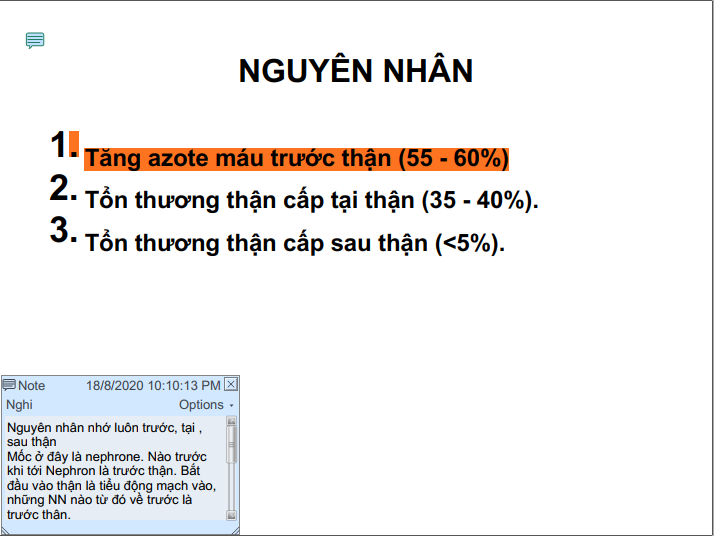 NGUYÊN NHÂN
1. Tăng azote máu trước thận (55 - 60%)
2. Tổn thương thận cấp tại thận (35 - 40%).
3. Tổn thương thận cấp sau thận (<5%).
Note 18/8/2020 10:10:13 PM
Nghi Options
Nguyên nhân nhớ luôn trước, tại ,
sau thận
Mốc ở đây là nephrone. Nào trước
khi tới Nephron là trước thận. Bắt
đầu vào thận là tiểu động mạch vào,
những NN nào từ đó về trước là
trước thận.